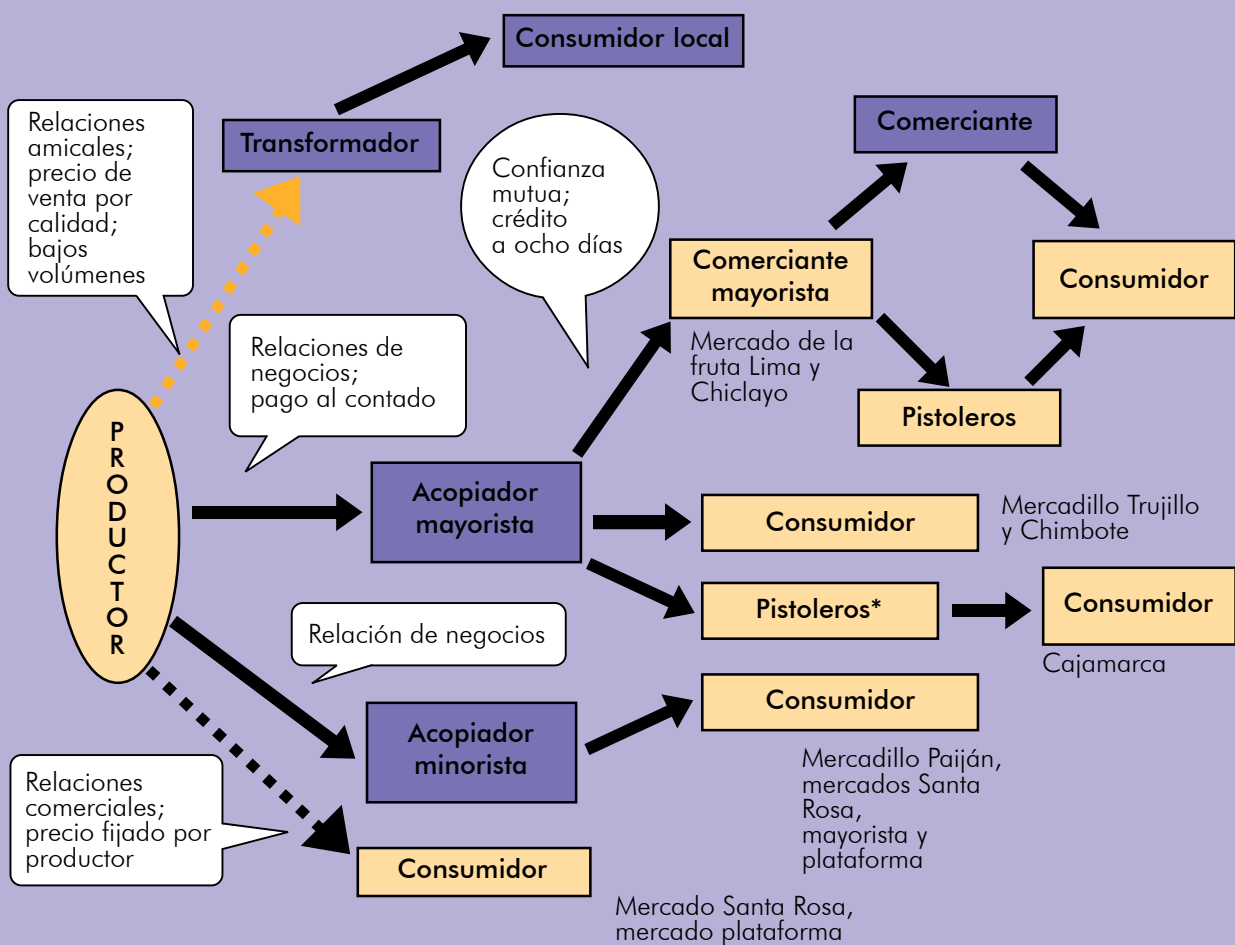 Consumidor local
Relaciones
amicales;
precio de
venta por
calidad;
bajos
volúmenes
Transformador
Confianza
mutua;
crédito
a ocho días
Comerciante
Comerciante
mayorista
Mercado de la
fruta Lima y
Chiclayo
Consumidor
Pistoleros
Relaciones de
negocios;
pago al contado
PRODUCTOR
Acopiador
mayorista
Consumidor
Mercadillo Trujillo
y Chimbote
Pistoleros*
Consumidor
Cajamarca
Relación de negocios
Acopiador
minorista
Consumidor
Mercadillo Paiján,
mercados Santa
Rosa,
mayorista y
plataforma
Relaciones
comerciales;
precio fijado por
productor
Consumidor
Mercado Santa Rosa,
mercado plataforma